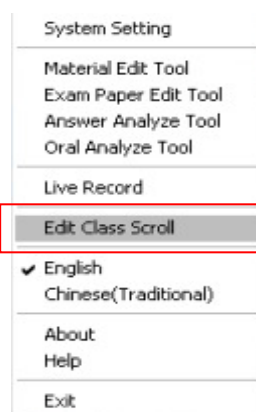 System Setting
Material Edit Tool
Exam Paper Edit Tool
Answer Analyze Tool
Oral Analyze Tool
Live Record
Edit Class Scroll
✔ English
Chinese(Traditional)
About
Help
Exit